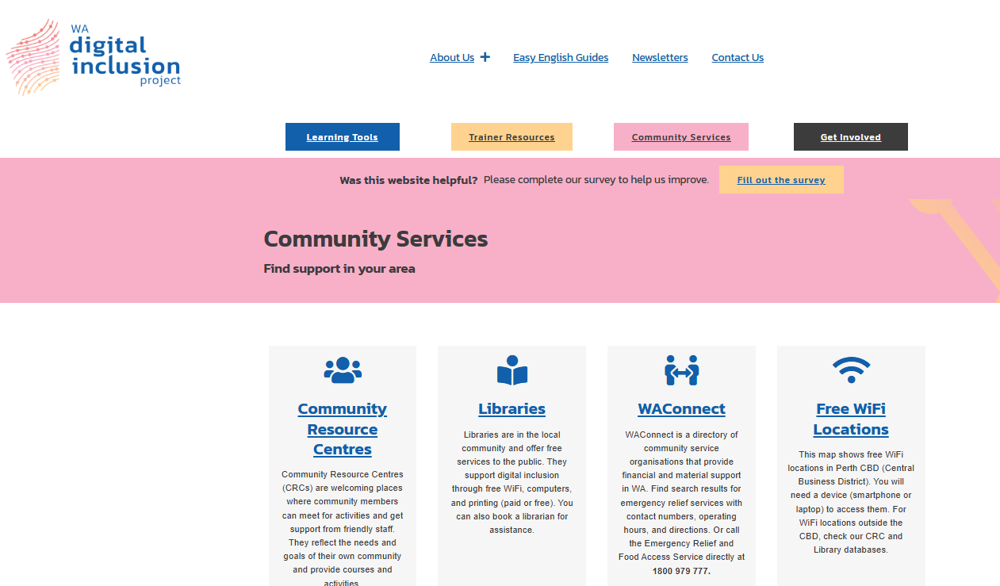 WA
digital
inclusion
project
About Us + Easy English Guides Newsletters Contact Us
Learning Tools Trainer Resources Community Services Get Involved
Was this website helpful? Please complete our survey to help us improve. Fill out the survey
Community Services
Find support in your area
Community
Resource
Centres
Community Resource Centres
(CRCs) are welcoming places
where community members
can meet for activities and get
support from friendly staff.
They reflect the needs and
goals of their own community
and provide courses and
activities
Libraries
Libraries are in the local
community and offer free
services to the public. They
support digital inclusion
through free WiFi, computers,
and printing (paid or free). You
can also book a librarian for
assistance.
WAConnect
WAConnect is a directory of
community service
organisations that provide
financial and material support
in WA. Find search results for
emergency relief services with
contact numbers, operating
hours, and directions. Or call
the Emergency Relief and
Food Access Service directly at
1800 979 777.
Free WiFi
Locations
This map shows free WiFi
locations in Perth CBD (Central
Business District). You will
need a device (smartphone or
laptop) to access them. For
WiFi locations outside the
CBD, check our CRC and
Library databases.